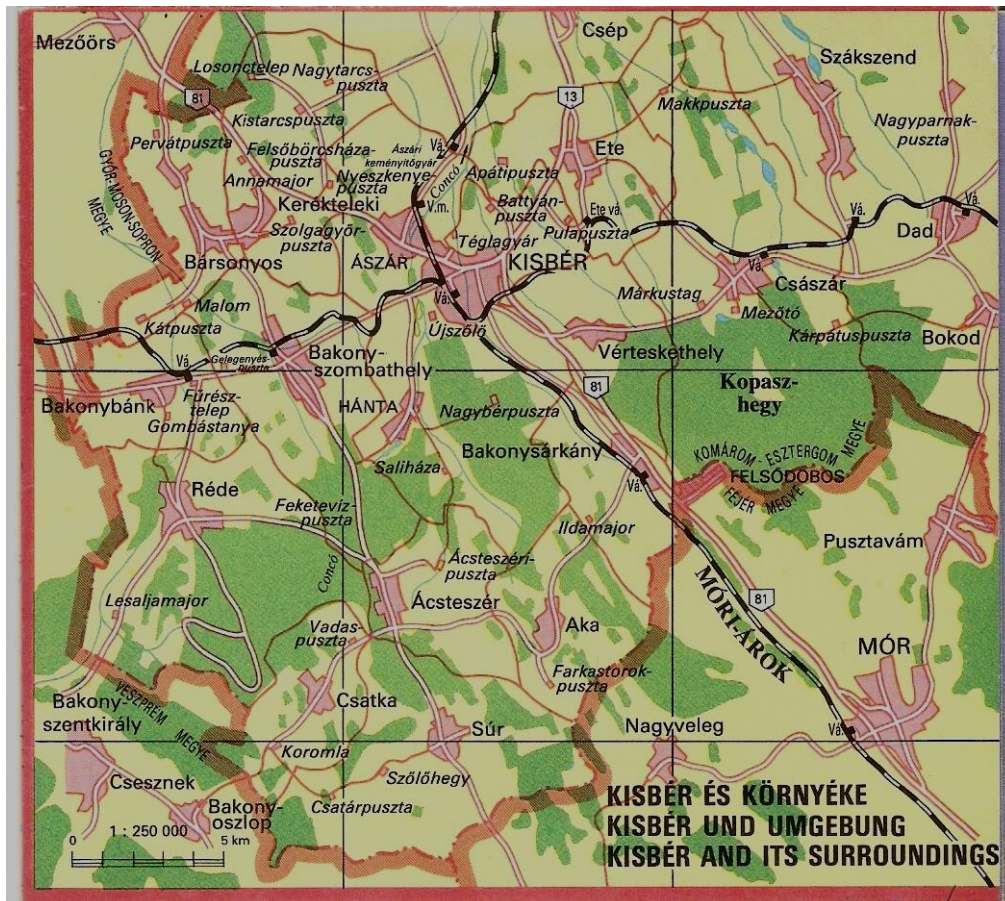 Mezőörs
Csép
Losonctelep
Nagytarcs-
puszta
Szákszend
81
13
Makkpuszta
Kistarcspuszta
Nagyparnak-
puszta
Pervátpuszta
Felsőbörcsháza-
puszta
Ászári
keményítőgyár
Vá.
Ete
Annamajor
Nyeszkenye-
puszta
Concó
Apátipuszta
GYŐR-MOSON-SOPRON
MEGYE
Kerékteleki
V.m.
Battyán-
puszta
Ete vá.
Vá.
Szolgagyőr-
puszta
Pulapuszta
Dad
Téglagyár
Bársonyos
ÁSZÁR
KISBÉR
Vá.
Császár
Malom
Vá.
Márkustag
Mezőtó
Kátpuszta
Újszőlő
Kárpátuspuszta
Bokod
Vá.
Gelegenyés-
puszta
Bakony-
szombathely
Vérteskethely
81
Kopasz-
hegy
Bakonybánk
Fűrész-
telep
Gombástanya
HÁNTA
Nagybérpuszta
Bakonysárkány
KOMÁROM-ESZTERGOM MEGYE
Saliháza
Vá.
FELSŐDOBOS
FEJÉR MEGYE
Réde
Feketevíz-
puszta
Ildamajor
Pusztavám
Concó
Ácsteszéri-
puszta
Lesaljamajor
Ácsteszér
81
Vadas-
puszta
Aka
MÓRI-ÁROK
MÓR
Farkastorok-
puszta
VESZPRÉM
MEGYE
Bakony-
szentkirály
Csatka
Súr
Nagyveleg
Vá.
Koromla
Csesznek
Szőlőhegy
Csatárpuszta
Bakony-
oszlop
KISBÉR ÉS KÖRNYÉKE
KISBÉR UND UMGEBUNG
KISBÉR AND ITS SURROUNDINGS
0 1 : 250 000 5 km